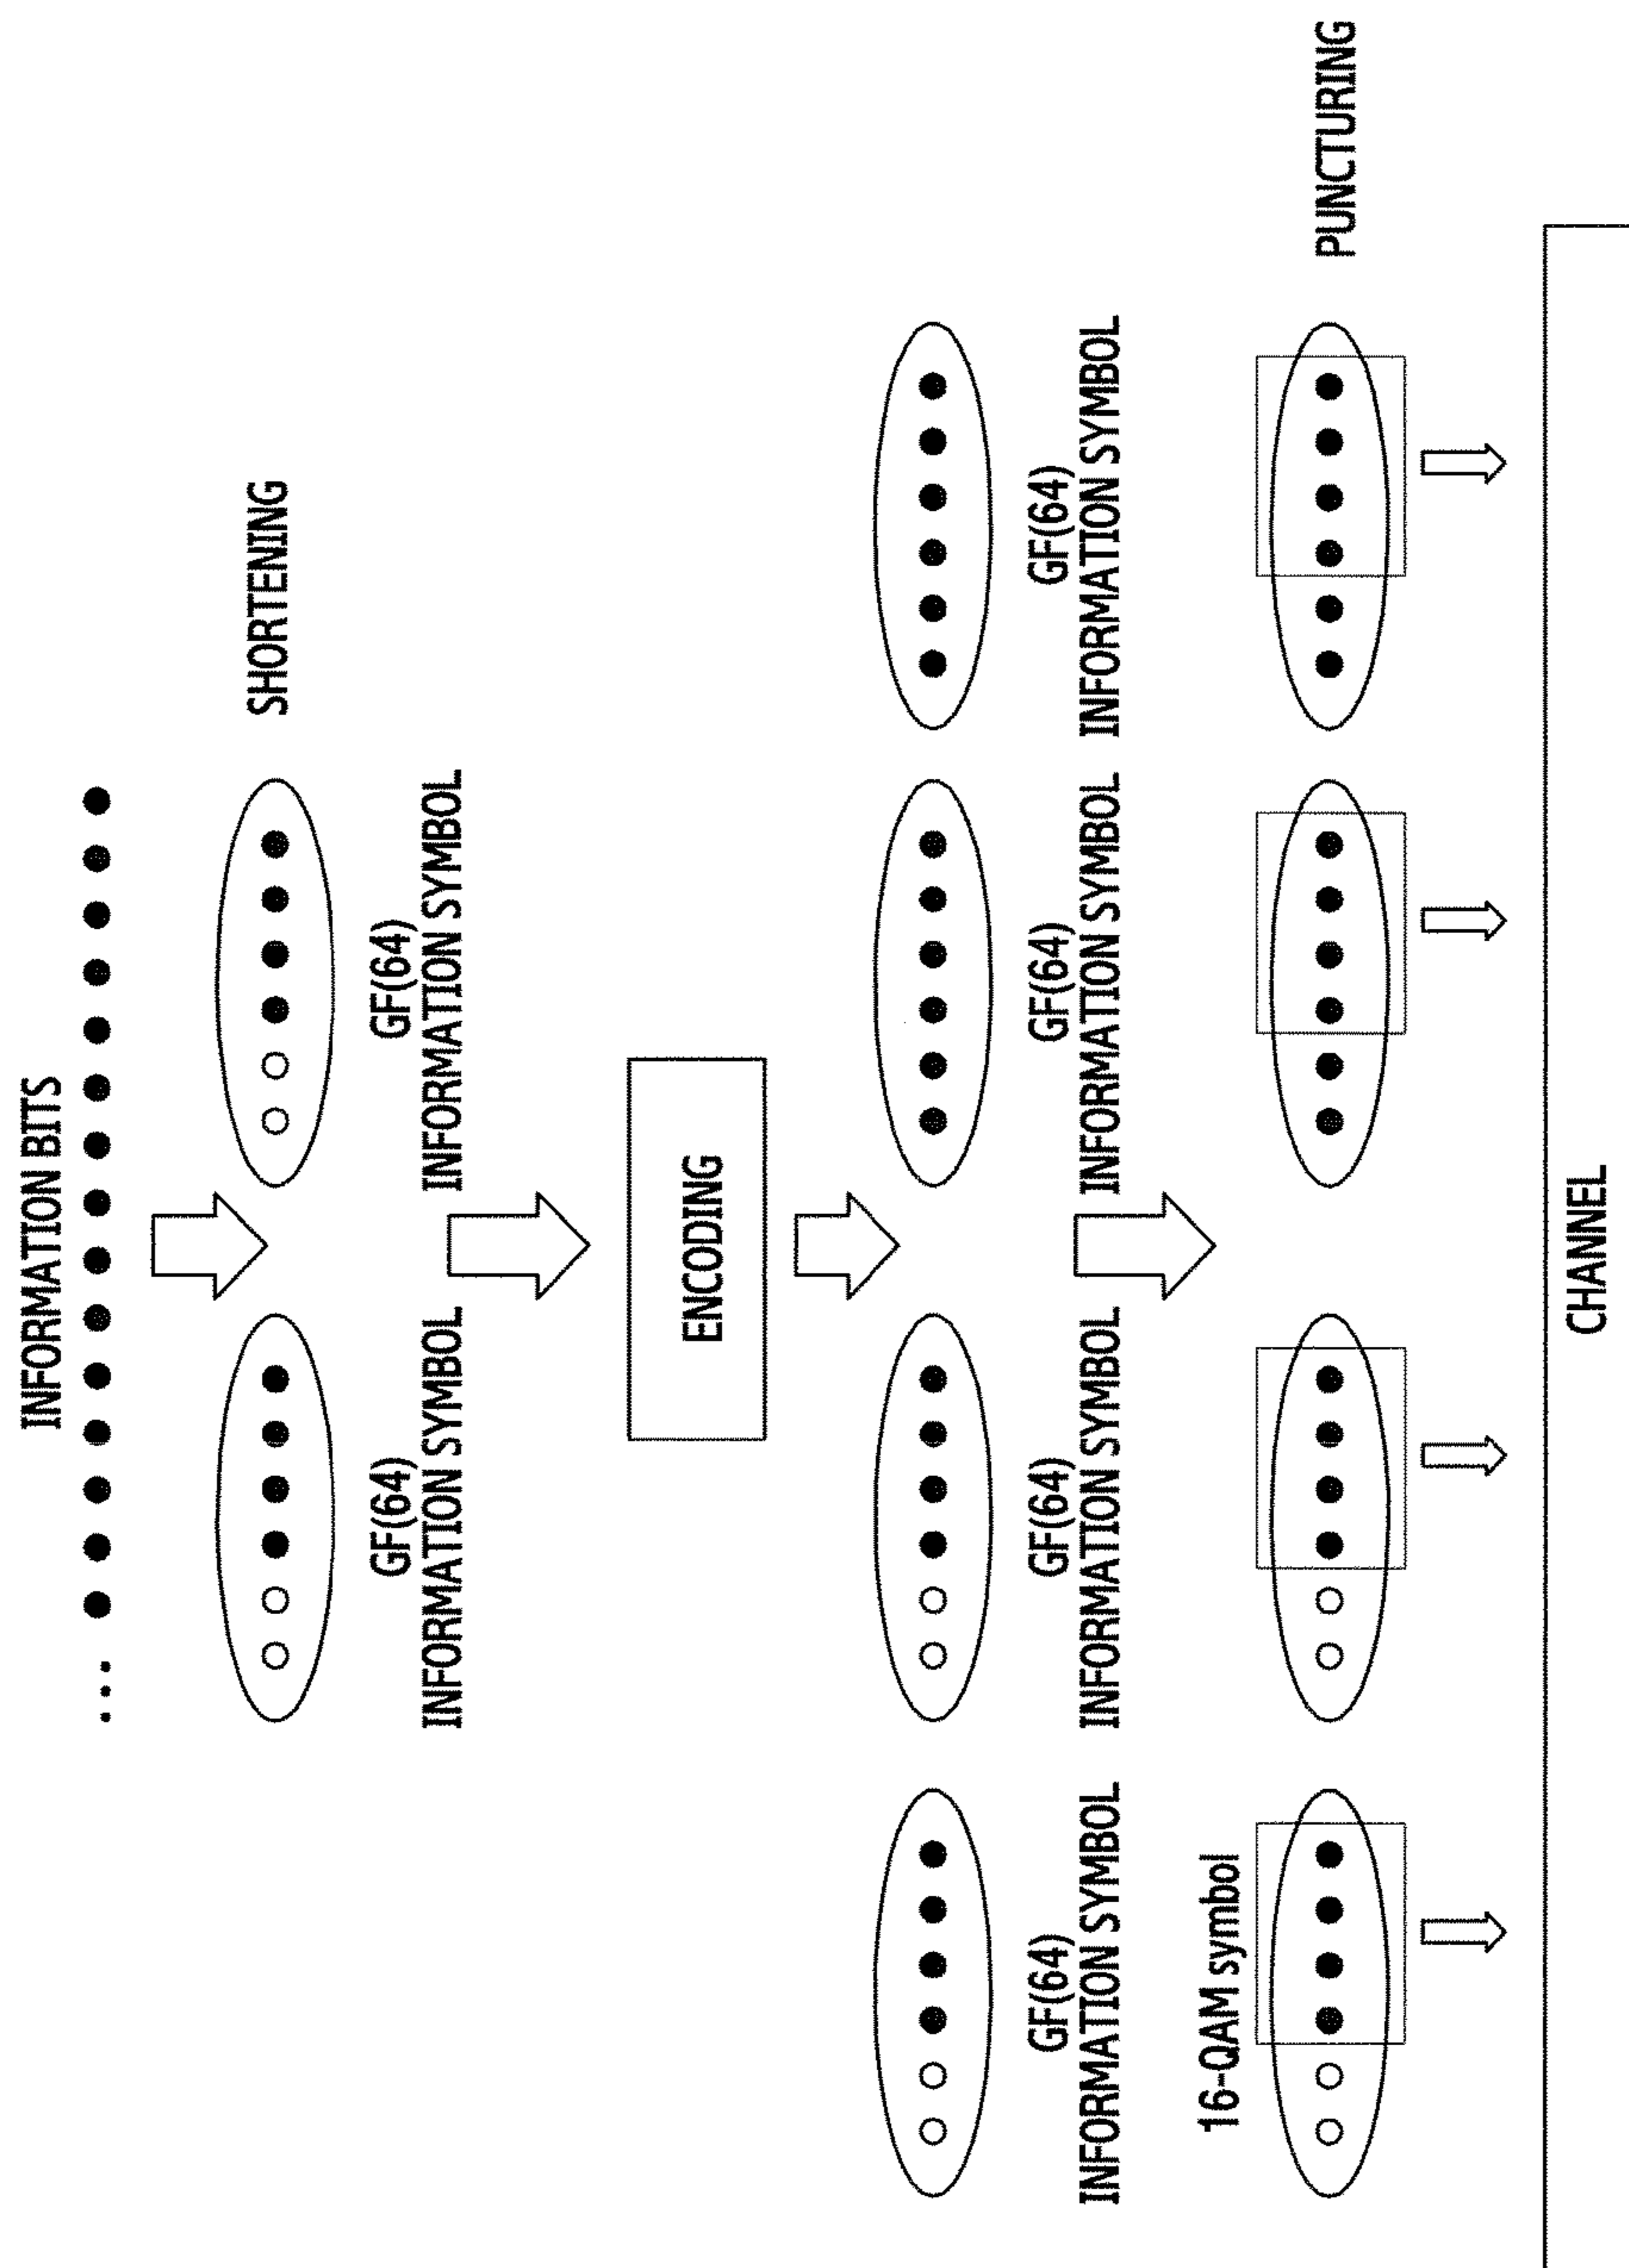 INFORMATION BITS
...
SHORTENING
GF(64)
INFORMATION SYMBOL
GF(64)
INFORMATION SYMBOL
ENCODING
GF(64)
INFORMATION SYMBOL
GF(64)
INFORMATION SYMBOL
GF(64)
INFORMATION SYMBOL
GF(64)
INFORMATION SYMBOL
16-QAM symbol
PUNCTURING
CHANNEL